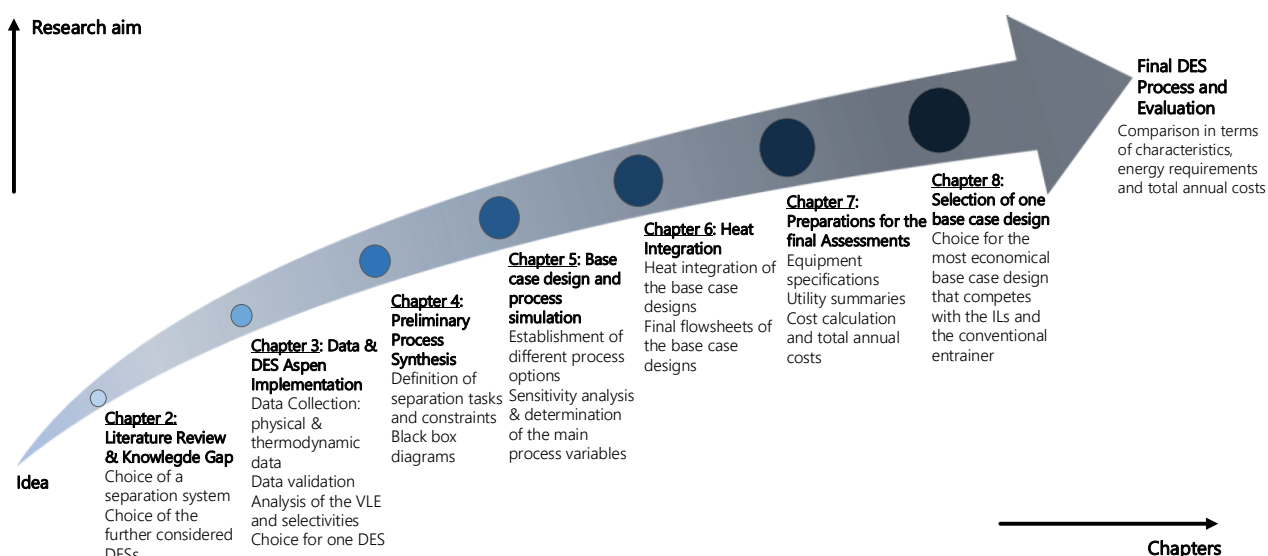 Research aim
Idea
Chapter 2:
Literature Review
& Knowlegde Gap
Choice of a
separation system
Choice of the
further considered
DESs
Chapter 3: Data &
DES Aspen
Implementation
Data Collection:
physical &
thermodynamic
data
Data validation
Analysis of the VLE
and selectivities
Choice for one DES
Chapter 4:
Preliminary
Process
Synthesis
Definition of
separation tasks
and constraints
Black box
diagrams
Chapter 5: Base
case design and
process
simulation
Establishment of
different process
options
Sensitivity analysis
& determination
of the main
process variables
Chapter 6: Heat
Integration
Heat integration of
the base case
designs
Final flowsheets of
the base case
designs
Chapter 7:
Preparations for the
final Assessments
Equipment
specifications
Utility summaries
Cost calculation
and total annual
costs
Chapter 8:
Selection of one
base case design
Choice for the
most economical
base case design
that competes
with the ILs and
the conventional
entrainer
Final DES
Process and
Evaluation
Comparison in terms
of characteristics,
energy requirements
and total annual costs
Chapters